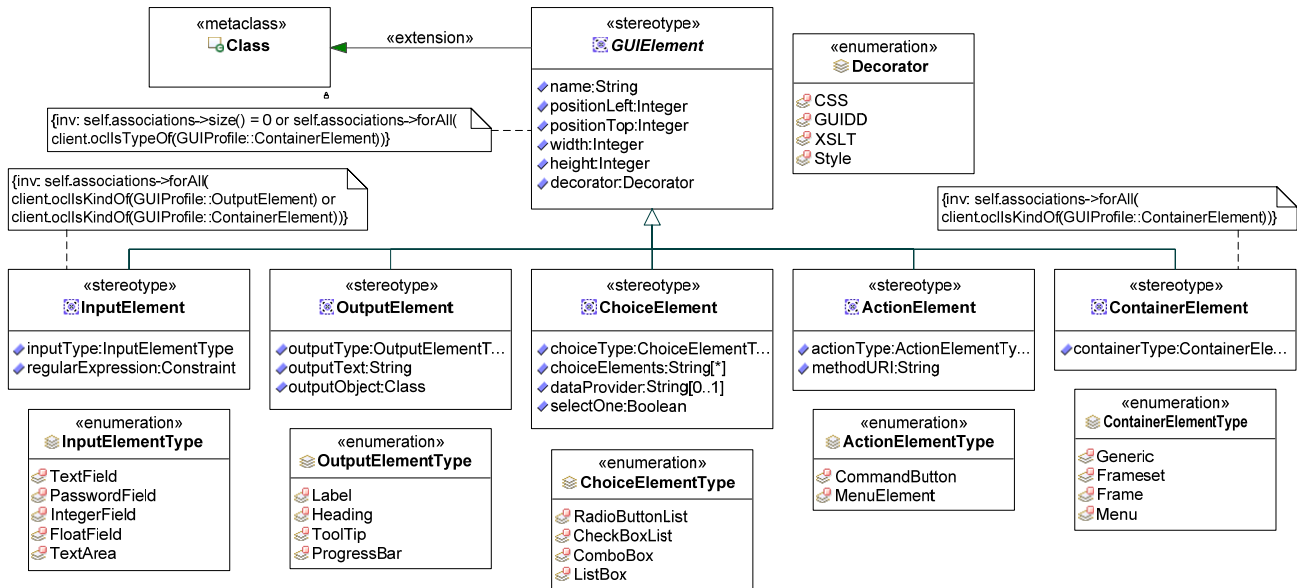 «metaclass»
Class
«extension»
«stereotype»
GUIElement
name:String
positionLeft:Integer
positionTop:Integer
width:Integer
height:Integer
decorator:Decorator
«enumeration»
Decorator
CSS
GUIDD
XSLT
Style
{inv: self.associations->size() = 0 or self.associations->forAll(
client.oclIsTypeOf(GUIProfile::ContainerElement))}
{inv: self.associations->forAll(
client.oclIsKindOf(GUIProfile::OutputElement) or
client.oclIsKindOf(GUIProfile::ContainerElement))}
{inv: self.associations->forAll(
client.oclIsKindOf(GUIProfile::ContainerElement))}
«stereotype»
InputElement
inputType:InputElementType
regularExpression:Constraint
«stereotype»
OutputElement
outputType:OutputElementT...
outputText:String
outputObject:Class
«stereotype»
ChoiceElement
choiceType:ChoiceElementT...
choiceElements:String[*]
dataProvider:String[0..1]
selectOne:Boolean
«stereotype»
ActionElement
actionType:ActionElementTy...
methodURI:String
«stereotype»
ContainerElement
containerType:ContainerEle...
«enumeration»
InputElementType
TextField
PasswordField
IntegerField
FloatField
TextArea
«enumeration»
OutputElementType
Label
Heading
ToolTip
ProgressBar
«enumeration»
ChoiceElementType
RadioButtonList
CheckBoxList
ComboBox
ListBox
«enumeration»
ActionElementType
CommandButton
MenuElement
«enumeration»
ContainerElementType
Generic
Frameset
Frame
Menu